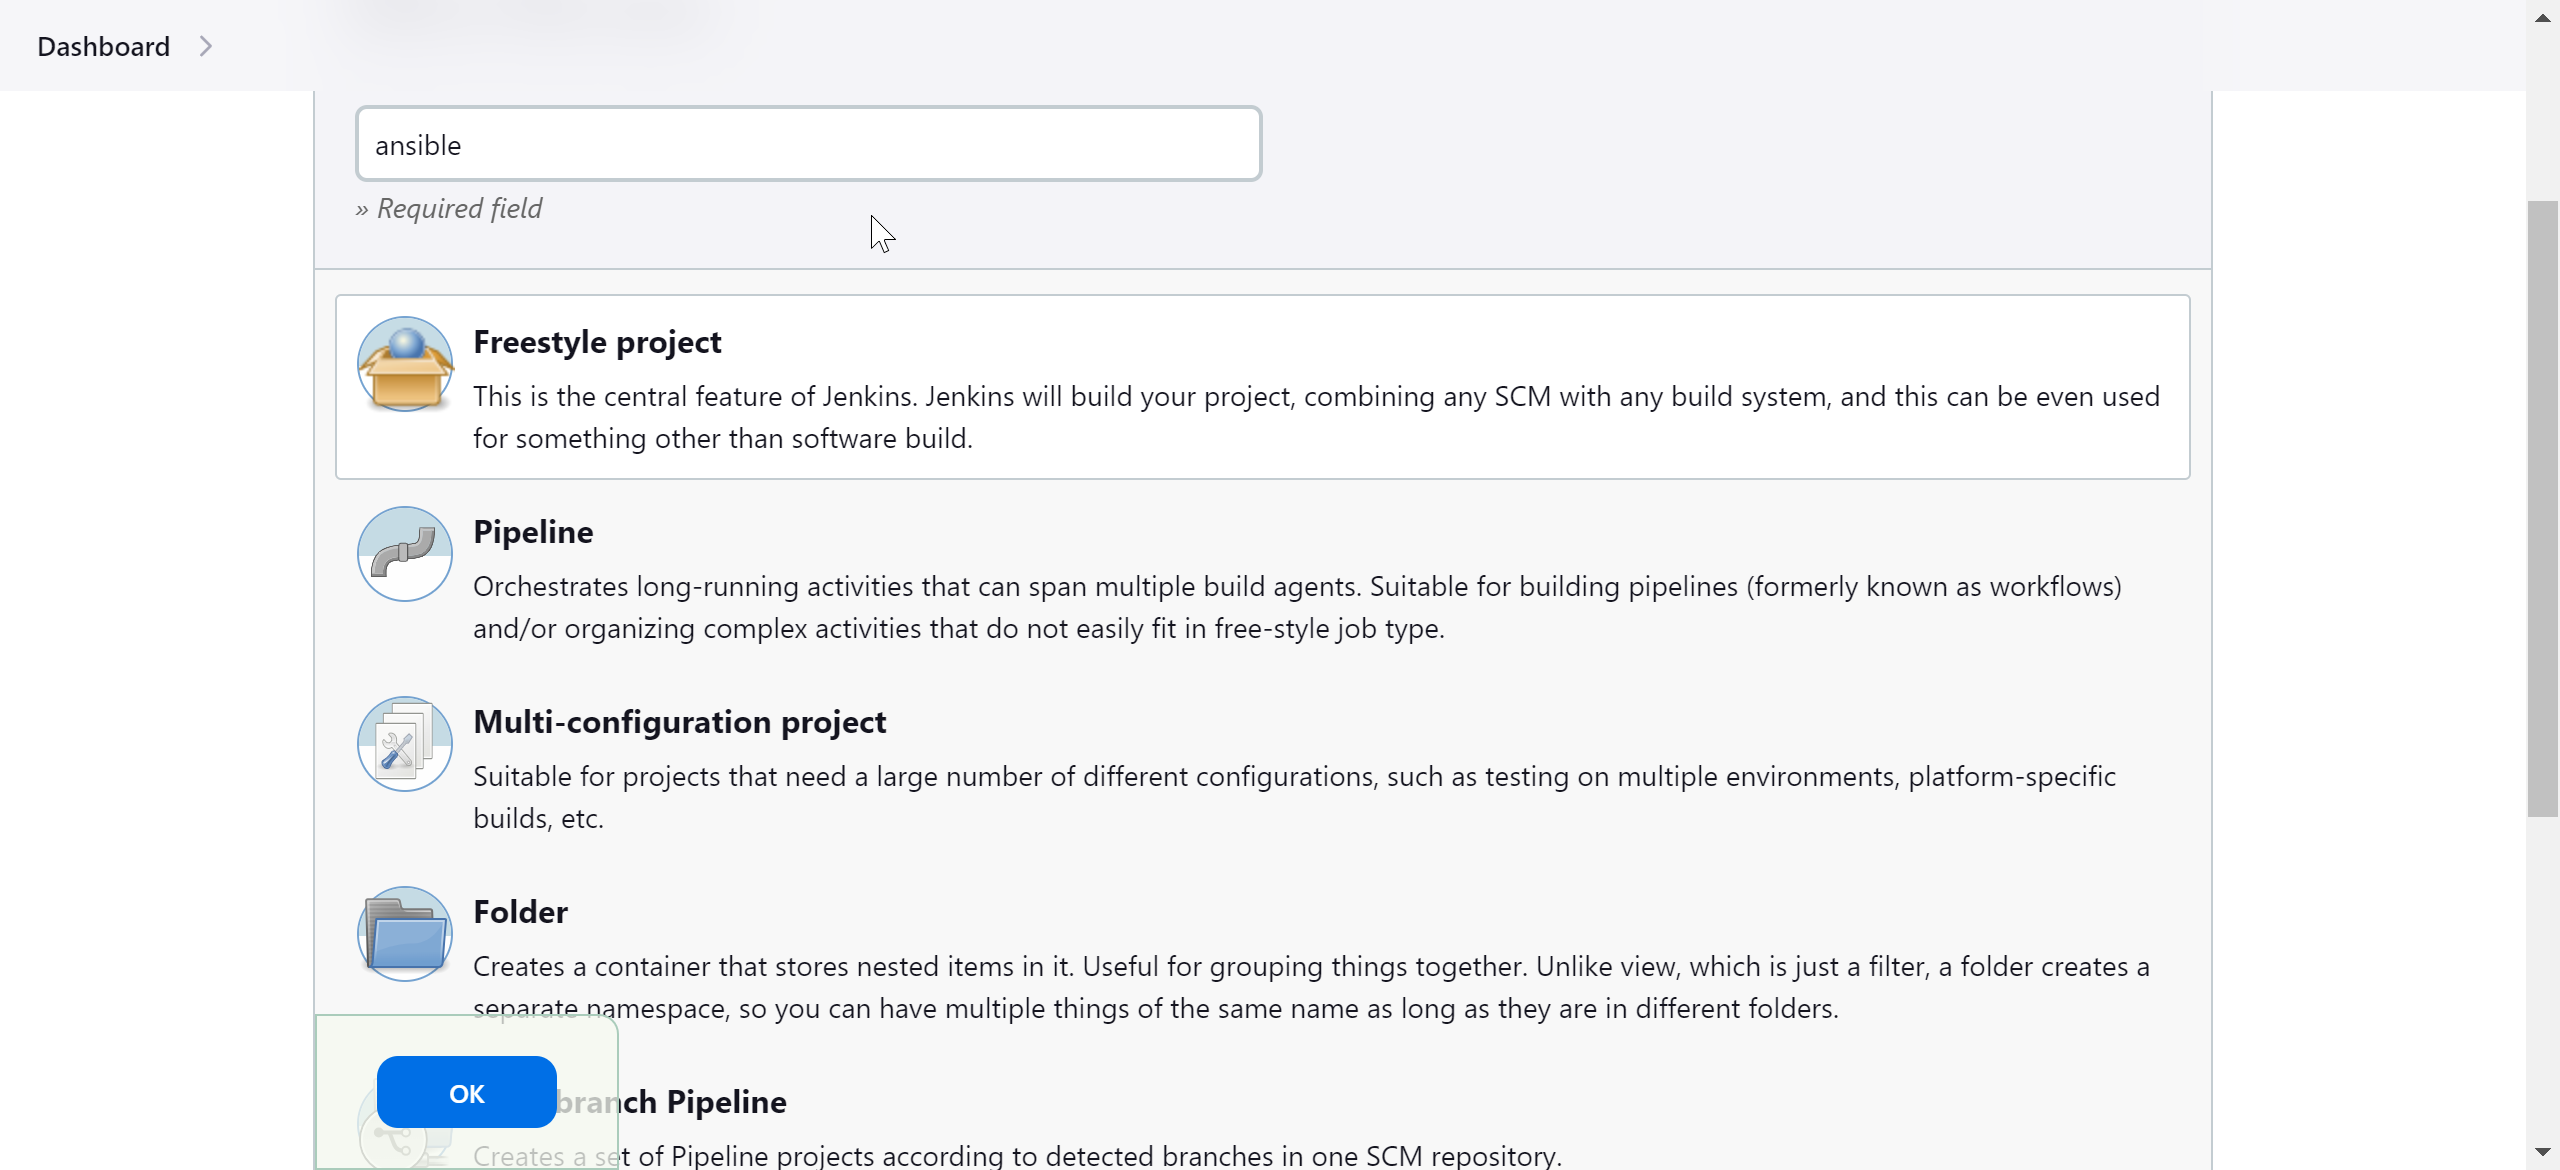 Dashboard
ansible
» Required field
Freestyle project
This is the central feature of Jenkins. Jenkins will build your project, combining any SCM with any build system, and this can be even used
for something other than software build.
Pipeline
Orchestrates long-running activities that can span multiple build agents. Suitable for building pipelines (formerly known as workflows)
and/or organizing complex activities that do not easily fit in free-style job type.
Multi-configuration project
Suitable for projects that need a large number of different configurations, such as testing on multiple environments, platform-specific
builds, etc.
Folder
Creates a container that stores nested items in it. Useful for grouping things together. Unlike view, which is just a filter, a folder creates a
separate namespace, so you can have multiple things of the same name as long as they are in different folders.
OK
branch Pipeline
Creates a set of Pipeline projects according to detected branches in one SCM repository.